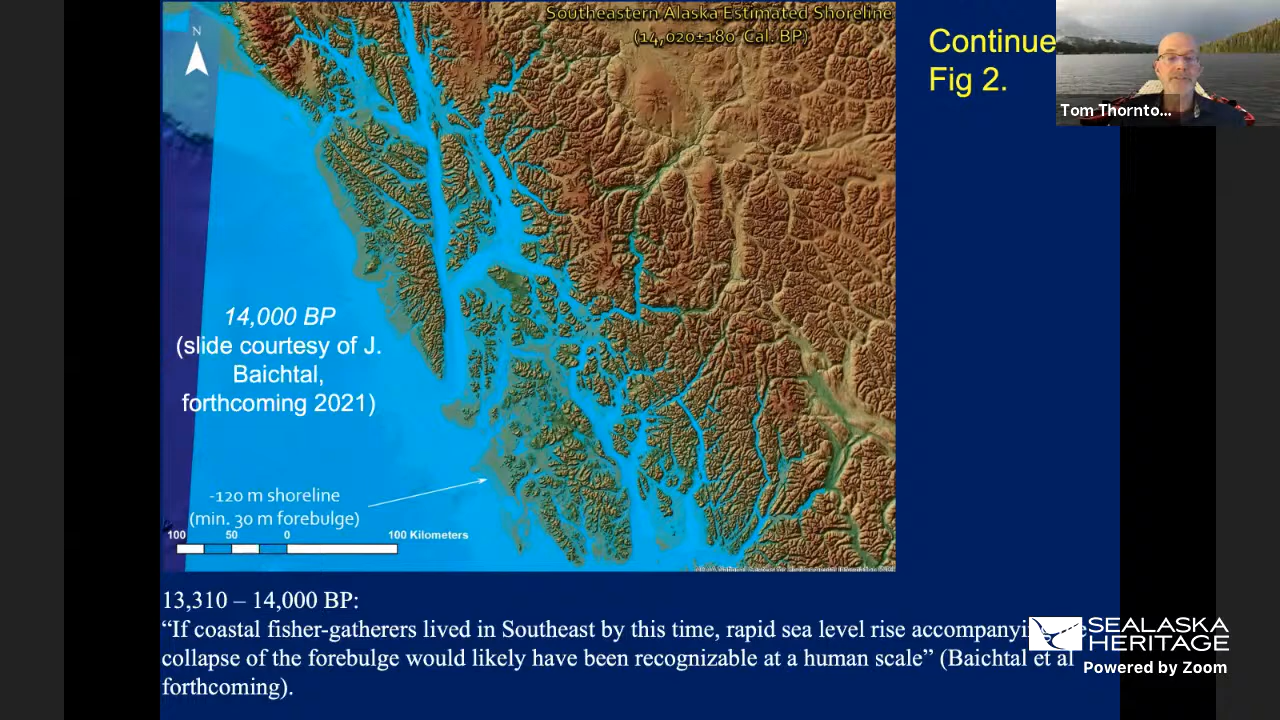 Southeastern Alaska Estimated Shoreline
(14,020±180 Cal. BP)
N
Continue
Fig 2.
Tom Thornto...
14,000 BP
(slide courtesy of J.
Baichtal,
forthcoming 2021)
-120 m shoreline
(min. 30 m forebulge)
100 50 0 100 Kilometers
13,310 – 14,000 BP:
“If coastal fisher-gatherers lived in Southeast by this time, rapid sea level rise
collapse of the forebulge would likely have been recognizable at a human scale” (Baichtal et al
forthcoming).
SEALASKA
HERITAGE
Powered by Zoom